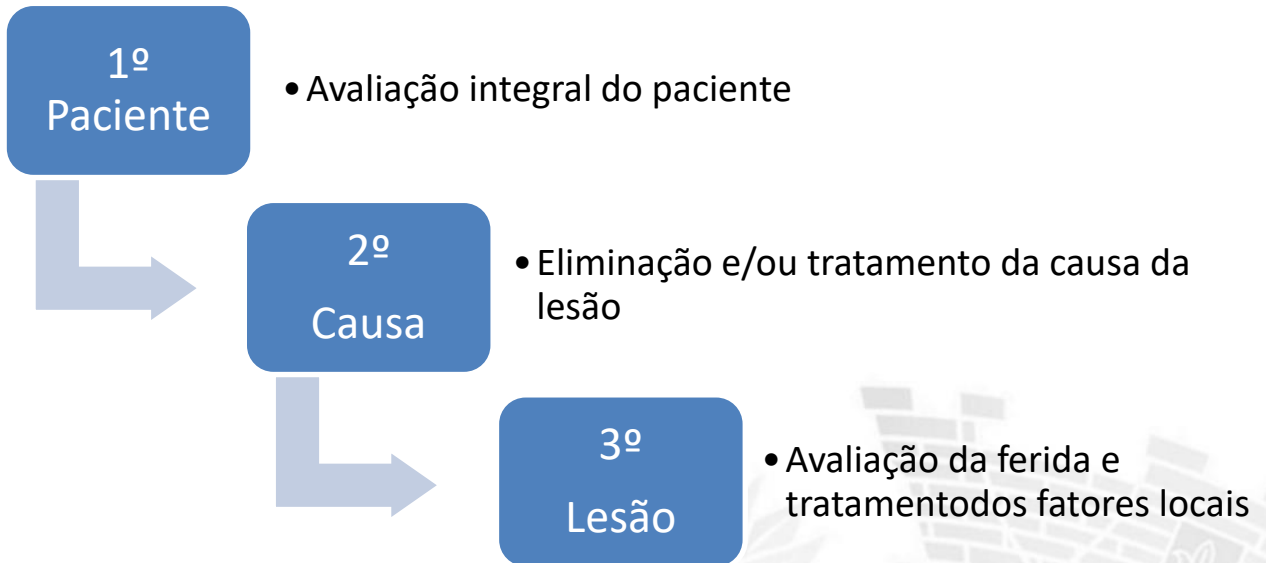 1º
Paciente
• Avaliação integral do paciente
2º
Causa
• Eliminação e/ou tratamento da causa da
lesão
3º
Lesão
• Avaliação da ferida e
tratamentodos fatores locais